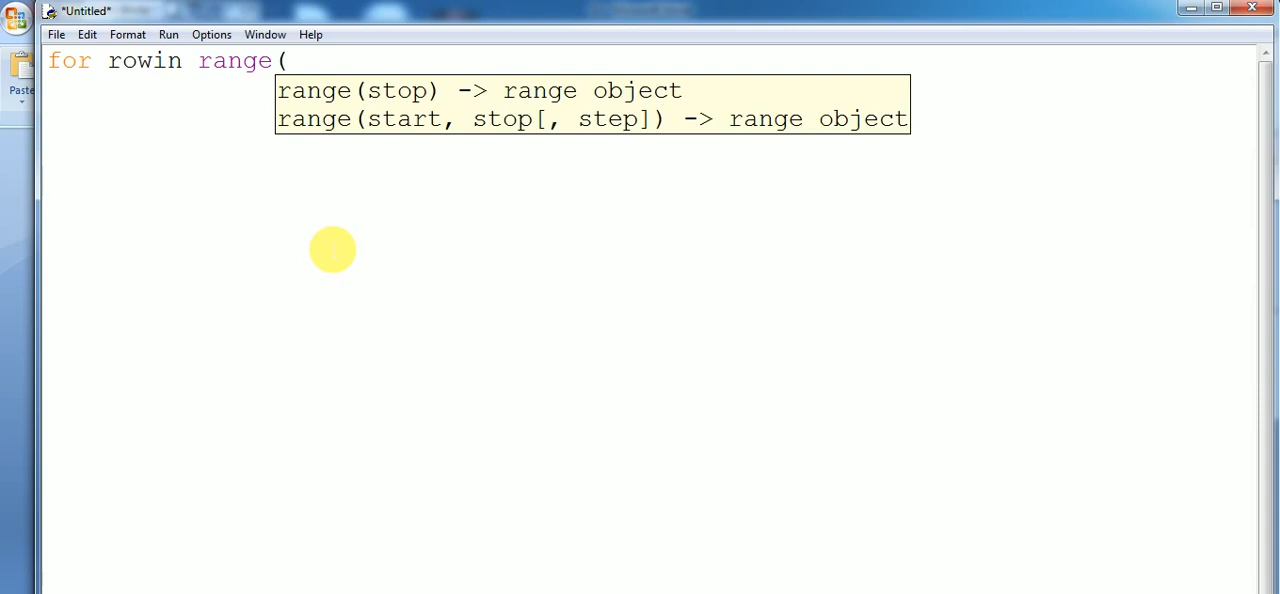 *Untitled*
File Edit Format Run Options Window Help
Paste
for rowin range(
range(stop) -> range object
range(start, stop[, step]) -> range object